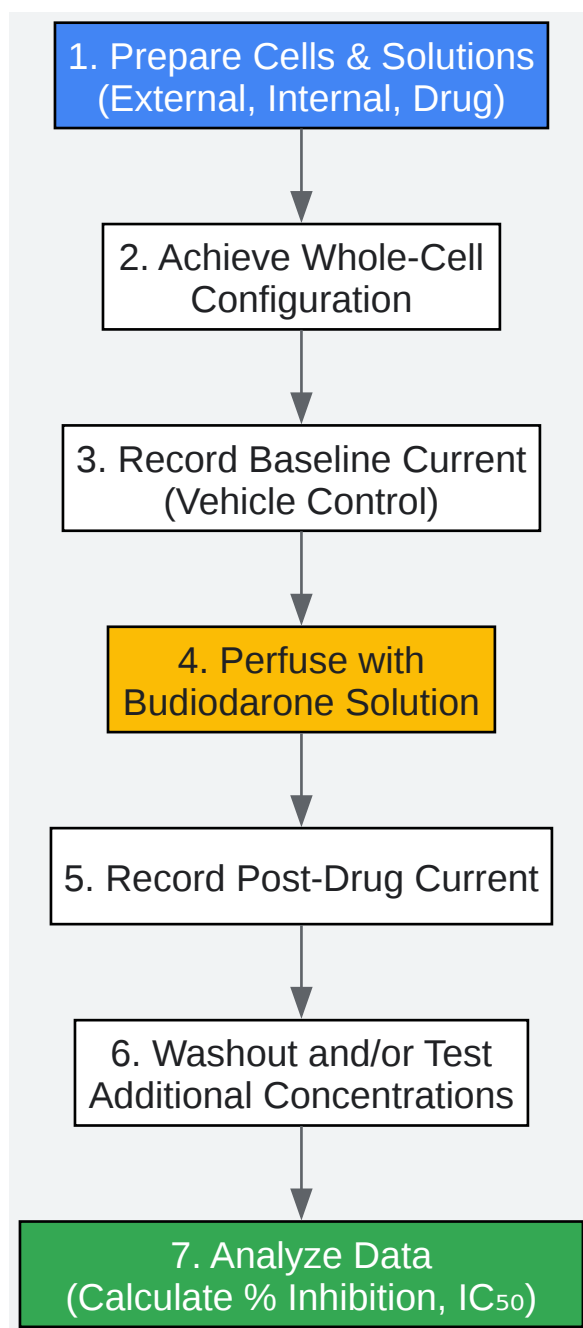 1. Prepare Cells & Solutions
(External, Internal, Drug)
2. Achieve Whole-Cell
Configuration
3. Record Baseline Current
(Vehicle Control)
4. Perfuse with
Budiodarone Solution
5. Record Post-Drug Current
6. Washout and/or Test
Additional Concentrations
7. Analyze Data
(Calculate % Inhibition, IC₅₀)